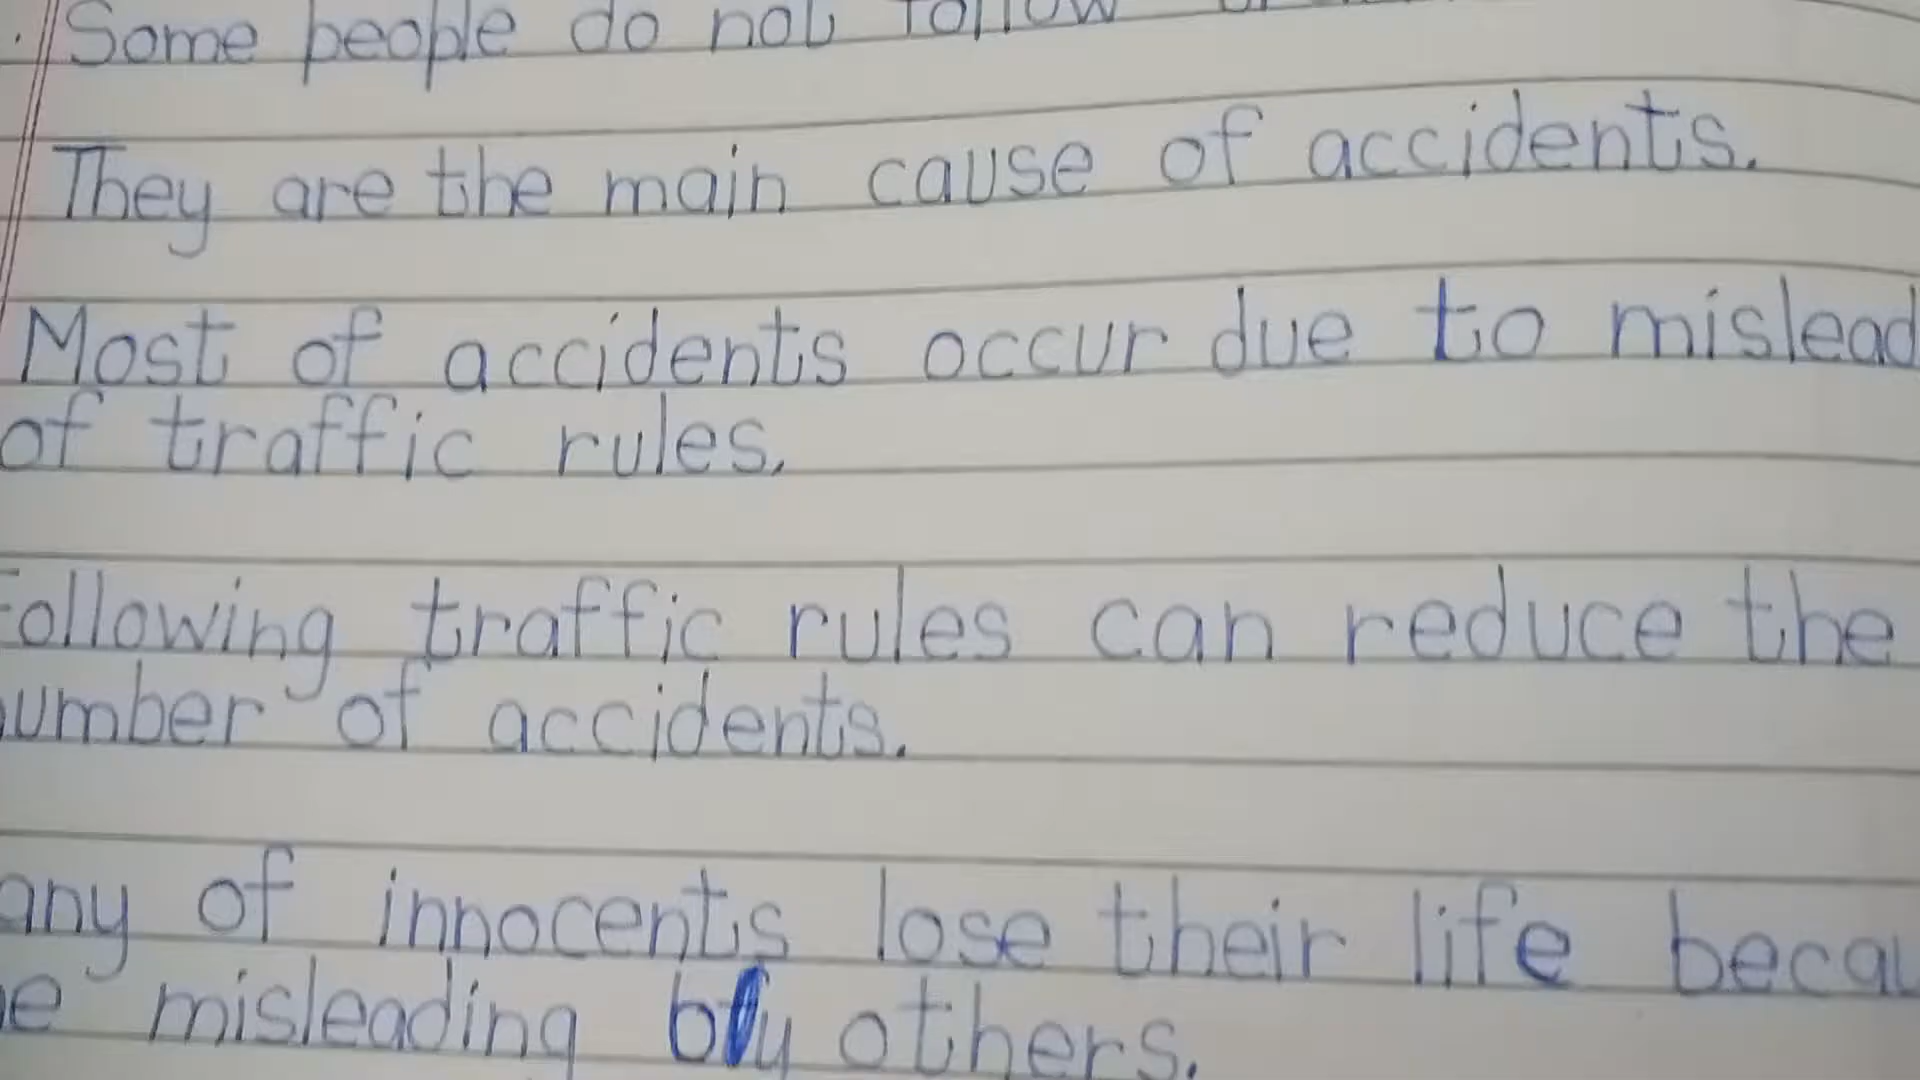 Some people do not follow
They are the main cause of accidents.
Most of accidents occur due to mislead
of traffic rules.
ollowing traffic rules can reduce the
umber of accidents.
any of innocents lose their life becau
e misleading by others.